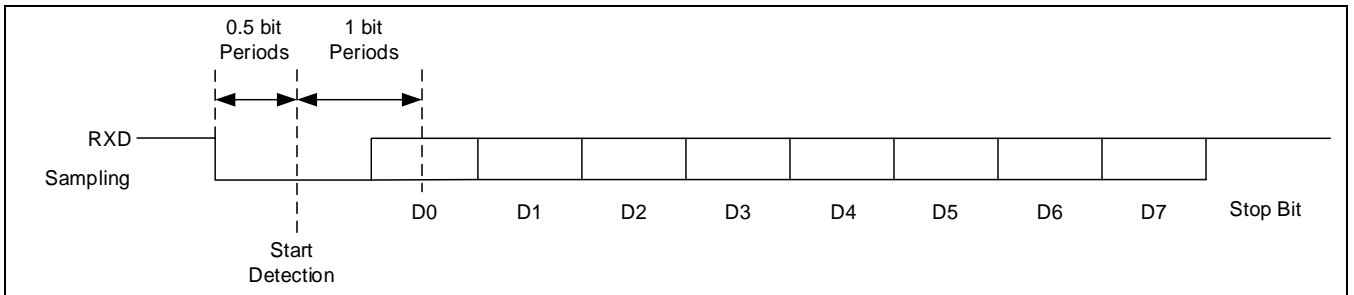 0.5 bit
Periods
1 bit
Periods
RXD
Sampling
D0 D1 D2 D3 D4 D5 D6 D7 Stop Bit
Start
Detection